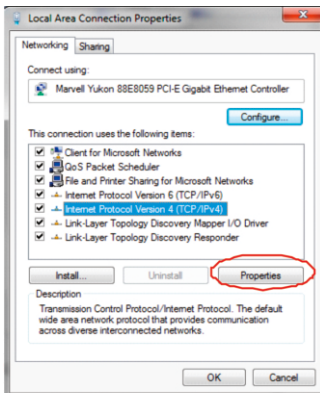 Local Area Connection Properties
Networking Sharing
Connect using:
Marvell Yukon 88E8059 PCI-E Gigabit Ethernet Controller
Configure...
This connection uses the following items:
Client for Microsoft Networks
QoS Packet Scheduler
File and Printer Sharing for Microsoft Networks
Internet Protocol Version 6 (TCP/IPv6)
Internet Protocol Version 4 (TCP/IPv4)
Link-Layer Topology Discovery Mapper I/O Driver
Link-Layer Topology Discovery Responder
Install... Uninstall Properties
Description
Transmission Control Protocol/Internet Protocol. The default
wide area network protocol that provides communication
across diverse interconnected networks.
OK Cancel